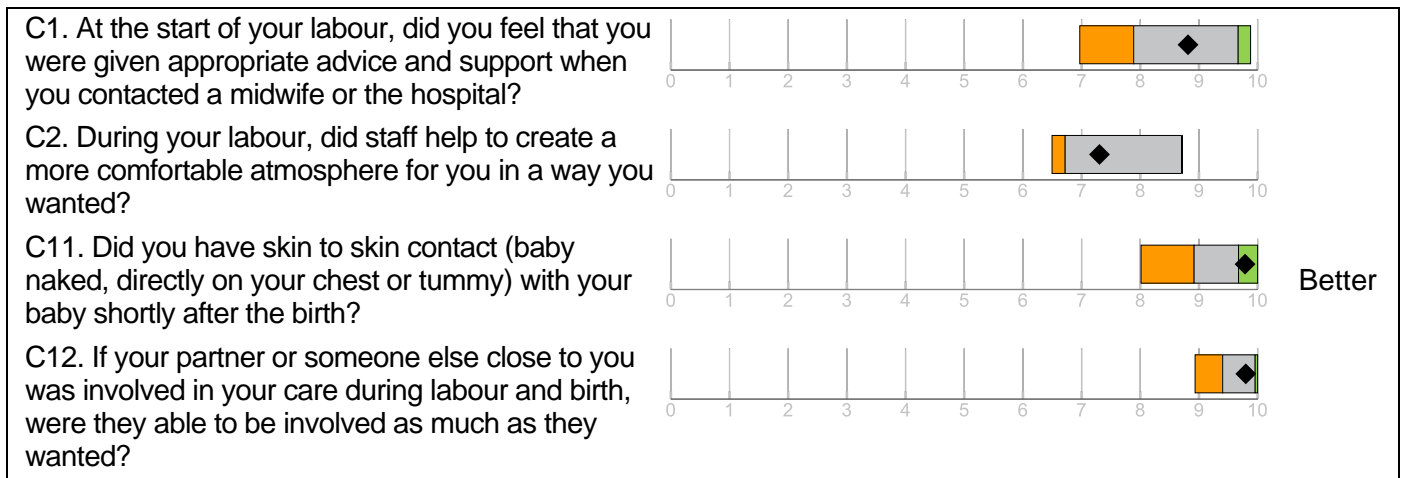 C1. At the start of your labour, did you feel that you
were given appropriate advice and support when
you contacted a midwife or the hospital?
0 1 2 3 4 5 6 7 8 9 10
C2. During your labour, did staff help to create a
more comfortable atmosphere for you in a way you
wanted?
0 1 2 3 4 5 6 7 8 9 10
C11. Did you have skin to skin contact (baby
naked, directly on your chest or tummy) with your
baby shortly after the birth?
0 1 2 3 4 5 6 7 8 9 10
Better
C12. If your partner or someone else close to you
was involved in your care during labour and birth,
were they able to be involved as much as they
wanted?
0 1 2 3 4 5 6 7 8 9 10